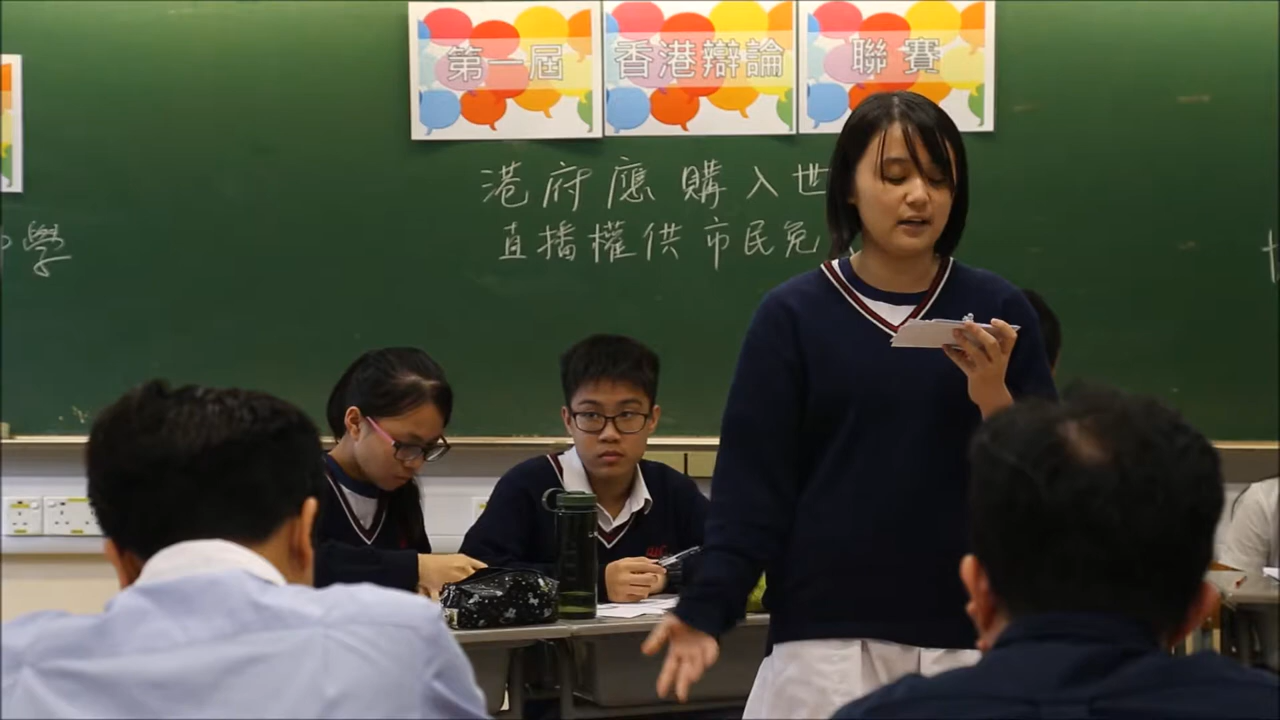 第一屆 香港辯論 聯賽
港府應購入世
直播權供市民免
學